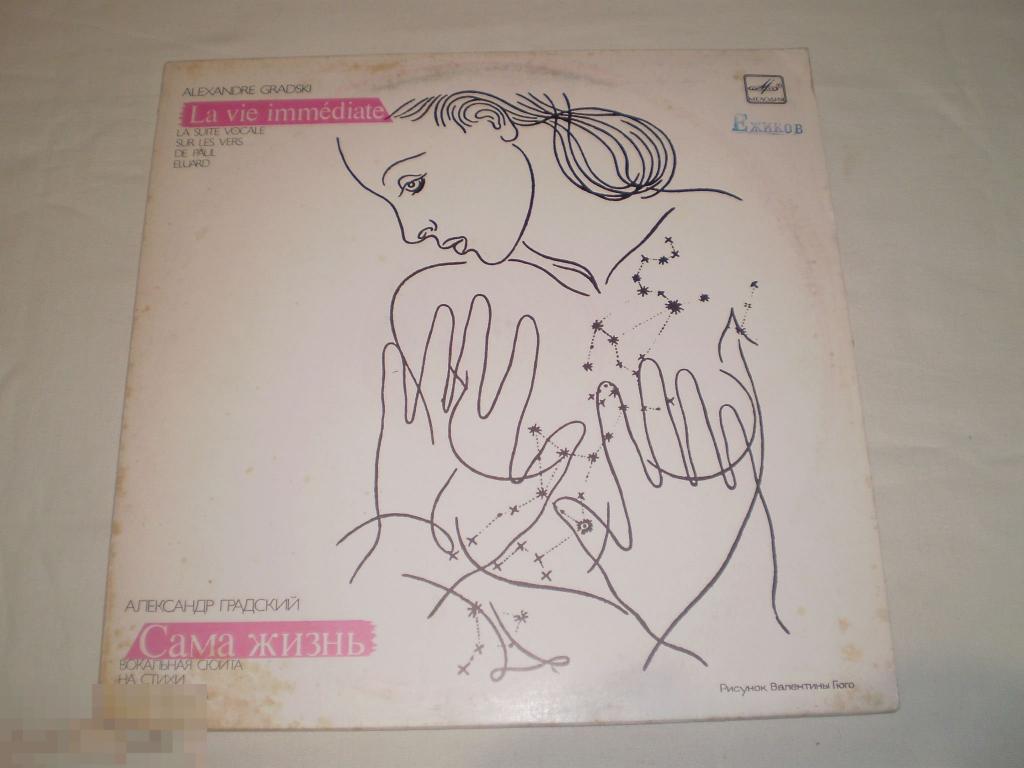 ALEXANDRE GRADSKI
La vie immédiate
LA SUITE VOCALE
SUR LES VERS
DE PAUL
ELUARD
МЕЛОДИЯ
Ежиков
АЛЕКСАНДР ГРАДСКИЙ
Сама жизнь
ВОКАЛЬНАЯ СЮИТА
НА СТИХИ
Рисунок Валентины Гюго